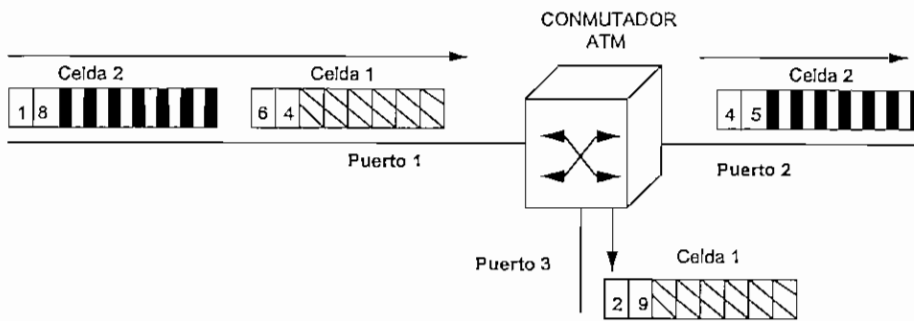 CONMUTADOR
ATM
Celda 2
Celda 1
Celda 2
1 8
6 4
4 5
Puerto 1
Puerto 2
Puerto 3
Celda 1
2 9